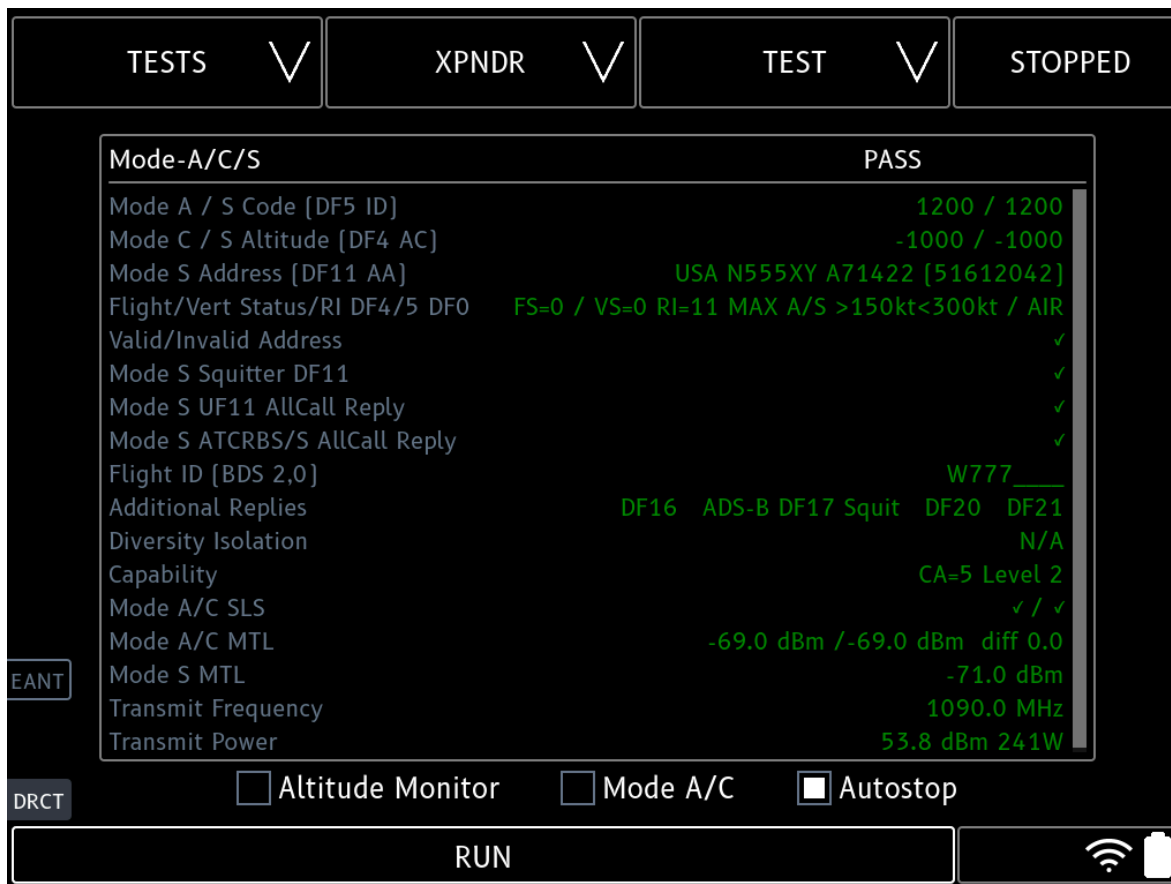 TESTS XPNDR TEST STOPPED
Mode-A/C/S PASS
Mode A / S Code (DF5 ID) 1200 / 1200
Mode C / S Altitude (DF4 AC) -1000 / -1000
Mode S Address (DF11 AA) USA N555XY A71422 (51612042)
Flight/Vert Status/RI DF4/5 DF0 FS=0 / VS=0 RI=11 MAX A/S >150kt<300kt / AIR
Valid/Invalid Address ✓
Mode S Squitter DF11 ✓
Mode S UF11 AllCall Reply ✓
Mode S ATCRBS/S AllCall Reply ✓
Flight ID (BDS 2,0) W777____
Additional Replies DF16 ADS-B DF17 Squit DF20 DF21
Diversity Isolation N/A
Capability CA=5 Level 2
Mode A/C SLS ✓ / ✓
Mode A/C MTL -69.0 dBm /-69.0 dBm diff 0.0
Mode S MTL -71.0 dBm
Transmit Frequency 1090.0 MHz
Transmit Power 53.8 dBm 241W
EANT
DRCT
Altitude Monitor Mode A/C Autostop
RUN